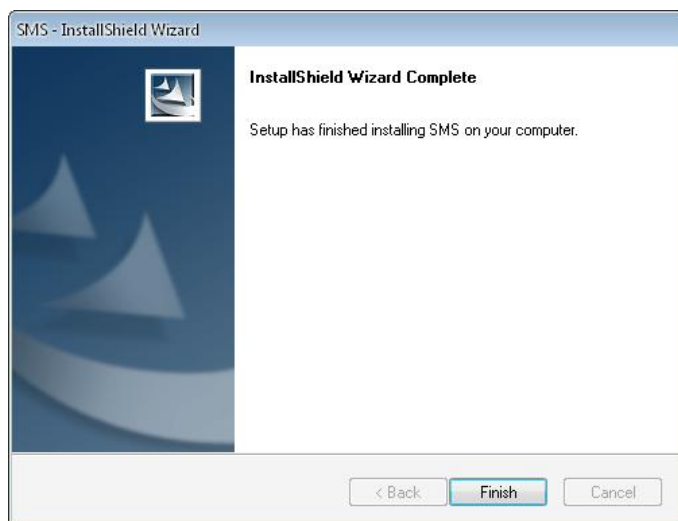 SMS - InstallShield Wizard
InstallShield Wizard Complete
Setup has finished installing SMS on your computer.
< Back
Finish
Cancel